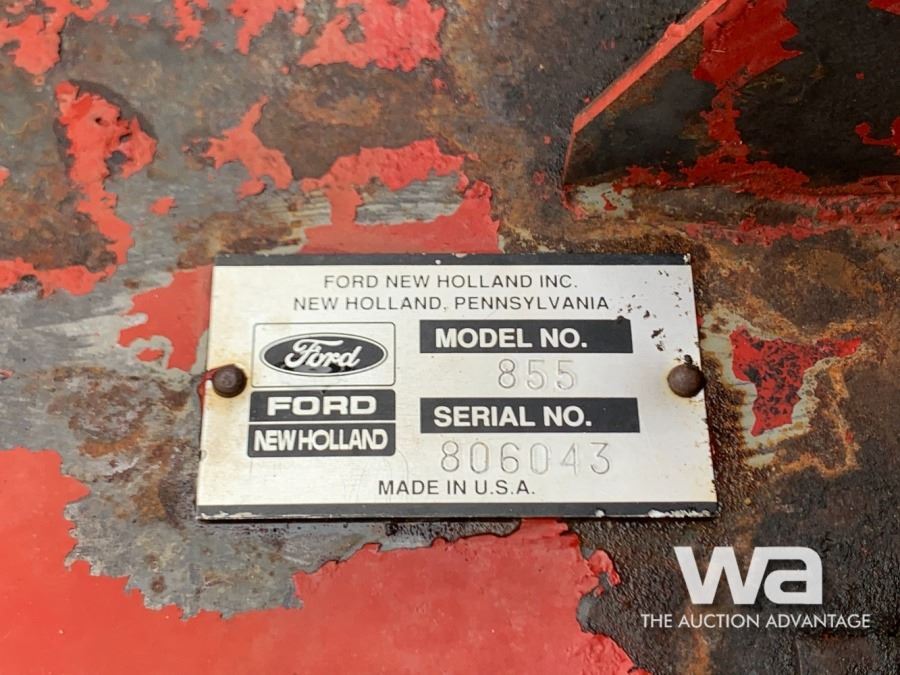 FORD NEW HOLLAND INC.
NEW HOLLAND, PENNSYLVANIA
Ford
FORD
NEW HOLLAND
MODEL NO.
855
SERIAL NO.
806043
MADE IN U.S.A.
wa
THE AUCTION ADVANTAGE